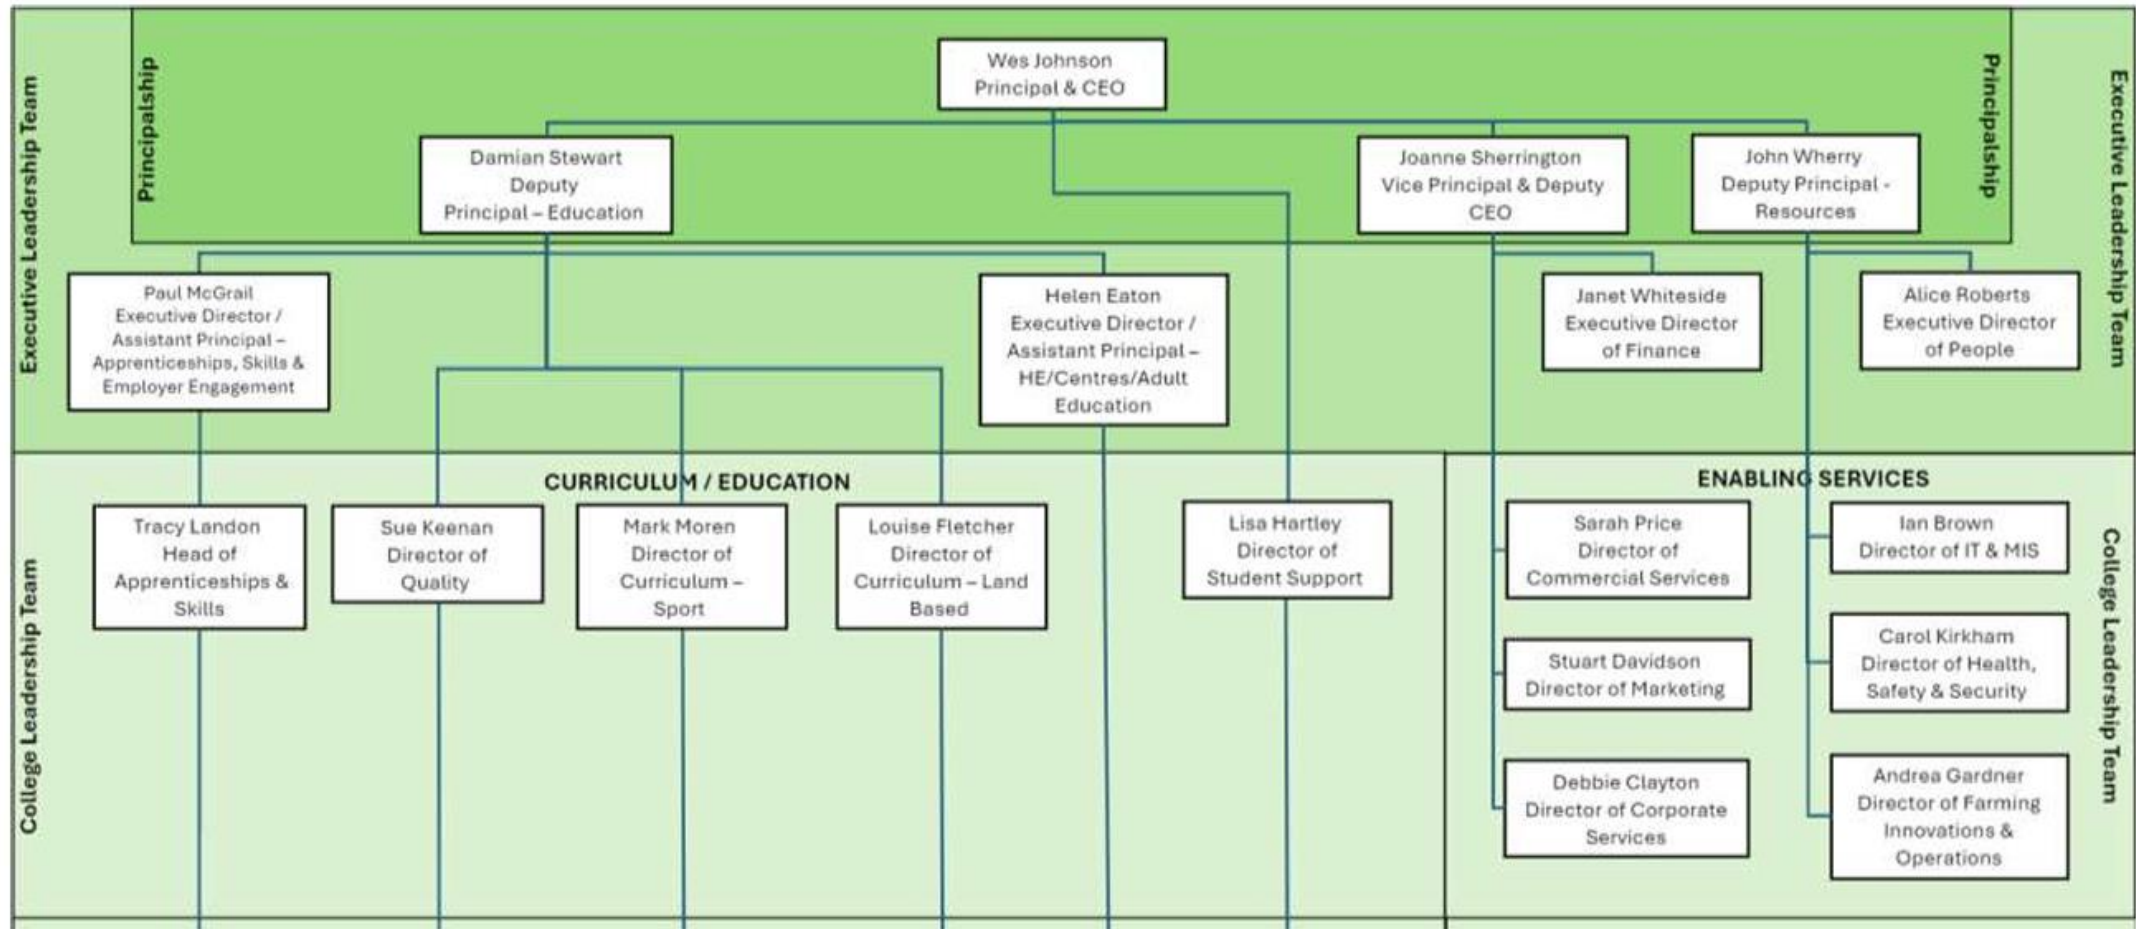 Executive Leadership Team
Principalship
Wes Johnson
Principal & CEO
Principalship
Executive Leadership Team
Damian Stewart
Deputy
Principal – Education
Joanne Sherrington
Vice Principal & Deputy
CEO
John Wherry
Deputy Principal -
Resources
Paul McGrail
Executive Director /
Assistant Principal –
Apprenticeships, Skills &
Employer Engagement
Helen Eaton
Executive Director /
Assistant Principal –
HE/Centres/Adult
Education
Janet Whiteside
Executive Director
of Finance
Alice Roberts
Executive Director
of People
College Leadership Team
CURRICULUM / EDUCATION
Tracy Landon
Head of
Apprenticeships &
Skills
Sue Keenan
Director of
Quality
Mark Moren
Director of
Curriculum –
Sport
Louise Fletcher
Director of
Curriculum – Land
Based
Lisa Hartley
Director of
Student Support
ENABLING SERVICES
Sarah Price
Director of
Commercial Services
Stuart Davidson
Director of Marketing
Debbie Clayton
Director of Corporate
Services
Ian Brown
Director of IT & MIS
Carol Kirkham
Director of Health,
Safety & Security
Andrea Gardner
Director of Farming
Innovations &
Operations
College Leadership Team